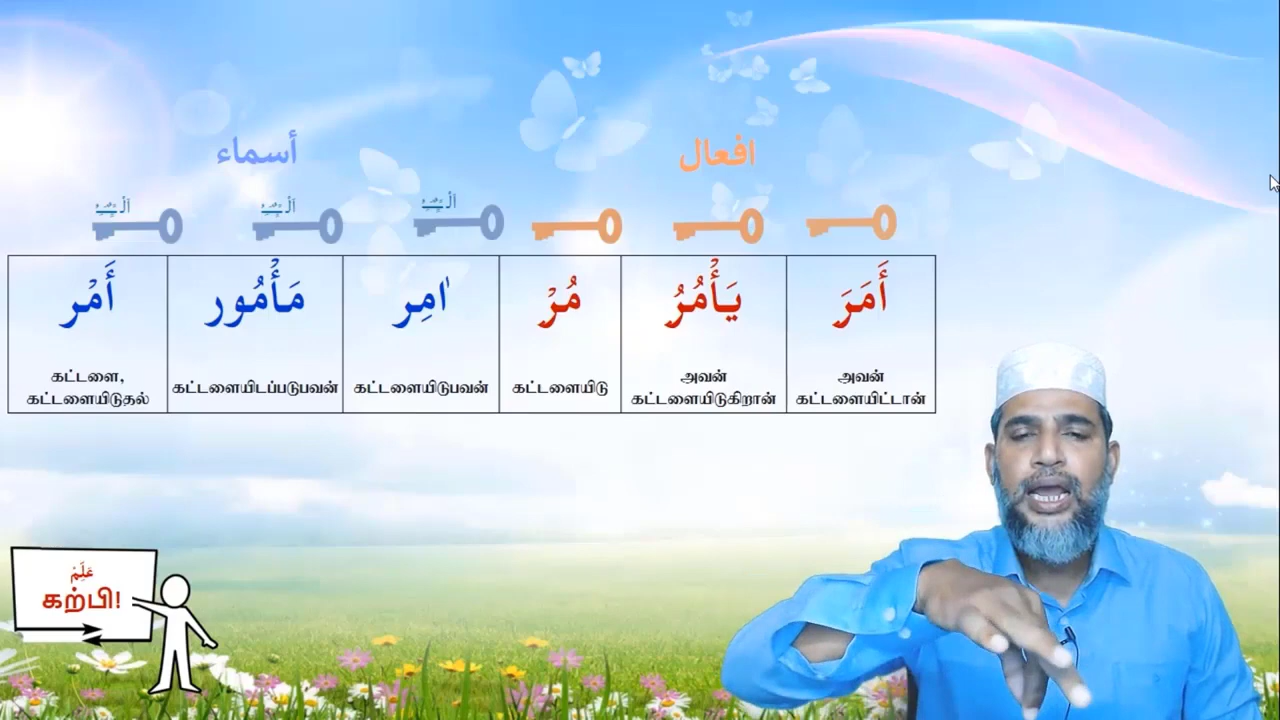 افعال
أسماء
أَمَرَ
يَأْمُرُ
مُرْ
اٰمِر
مَأْمُور
أَمْر
அவன்
கட்டளையிட்டான்
அவன்
கட்டளையிடுகிறான்
கட்டளையிடு
கட்டளையிடுபவன்
கட்டளையிடப்படுபவன்
கட்டளை,
கட்டளையிடுதல்
عَلِّمْ
கற்பி!